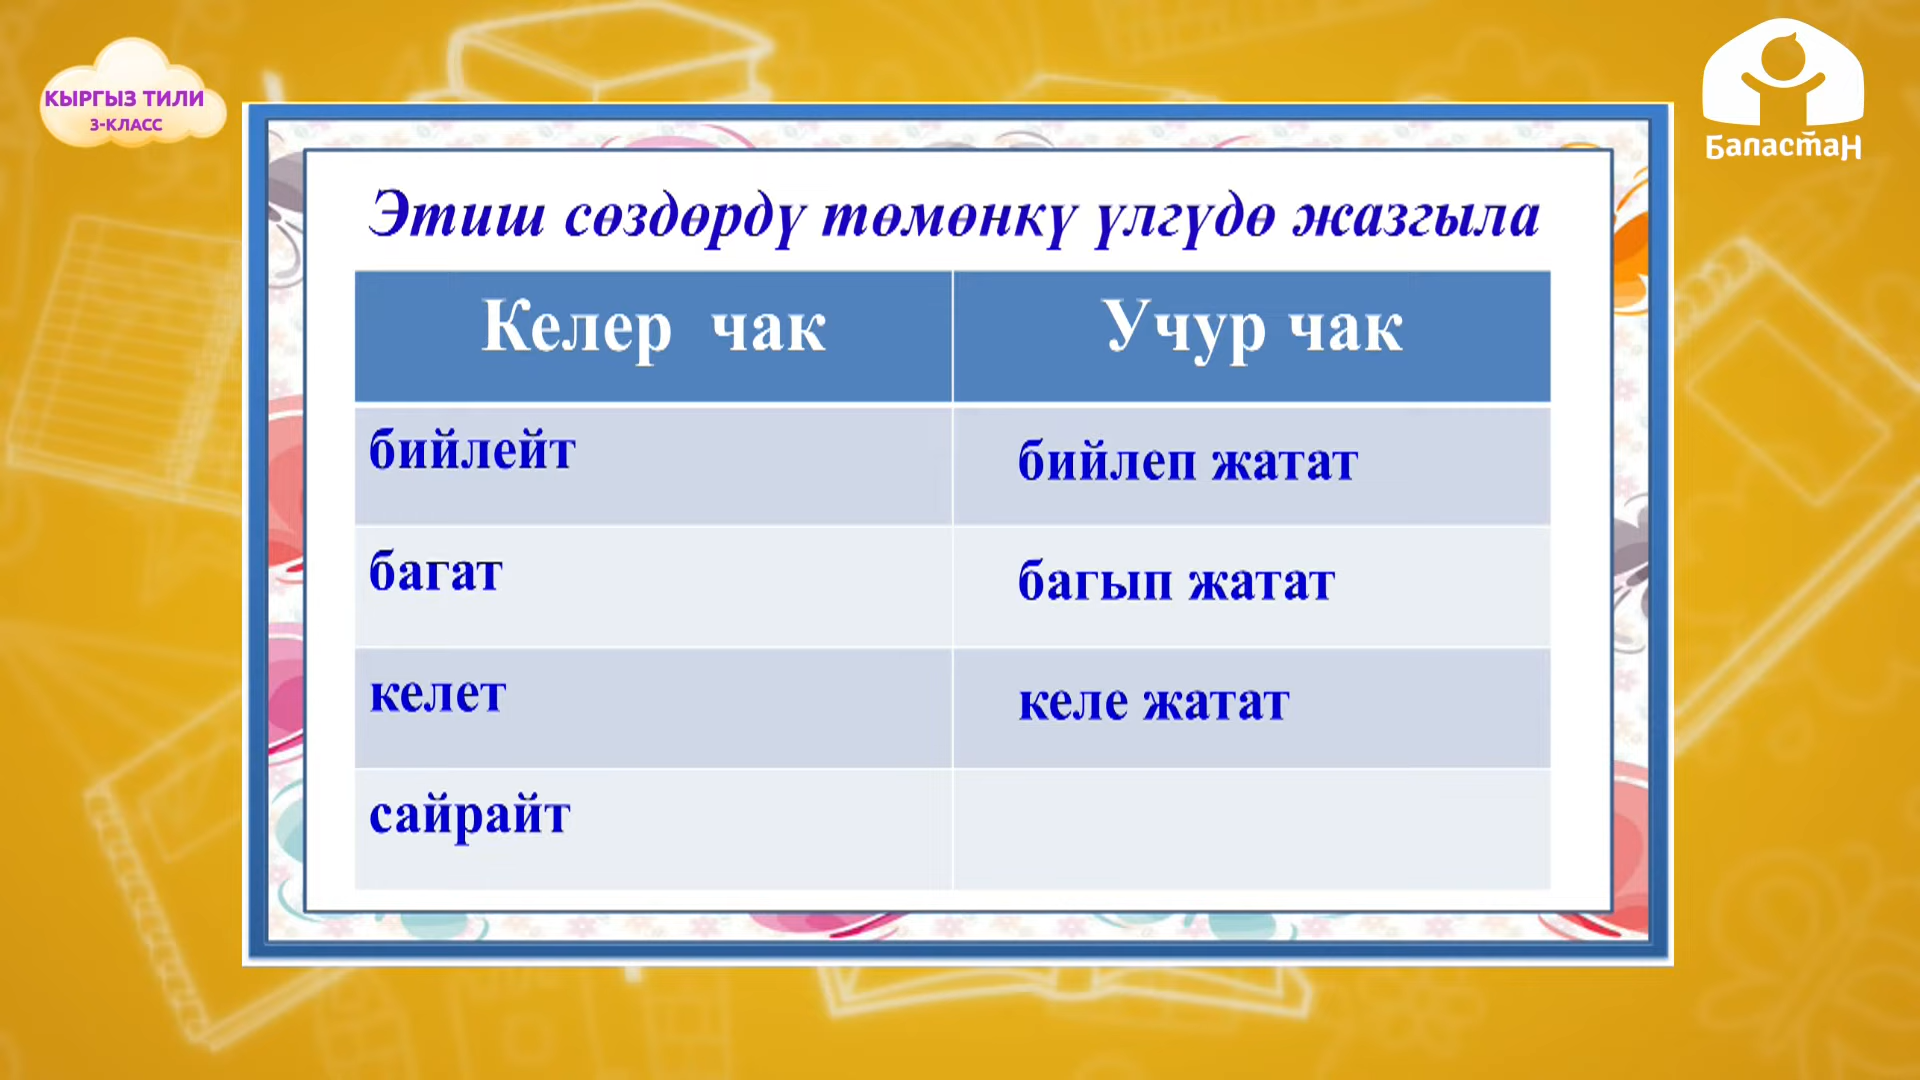 КЫРГЫЗ ТИЛИ
3-КЛАСС
Баластан
Этиш сөздөрдү төмөнкү үлгүдө жазгыла
Келер чак Учур чак
бийлейт бийлеп жатат
багат багып жатат
келет келе жатат
сайрайт